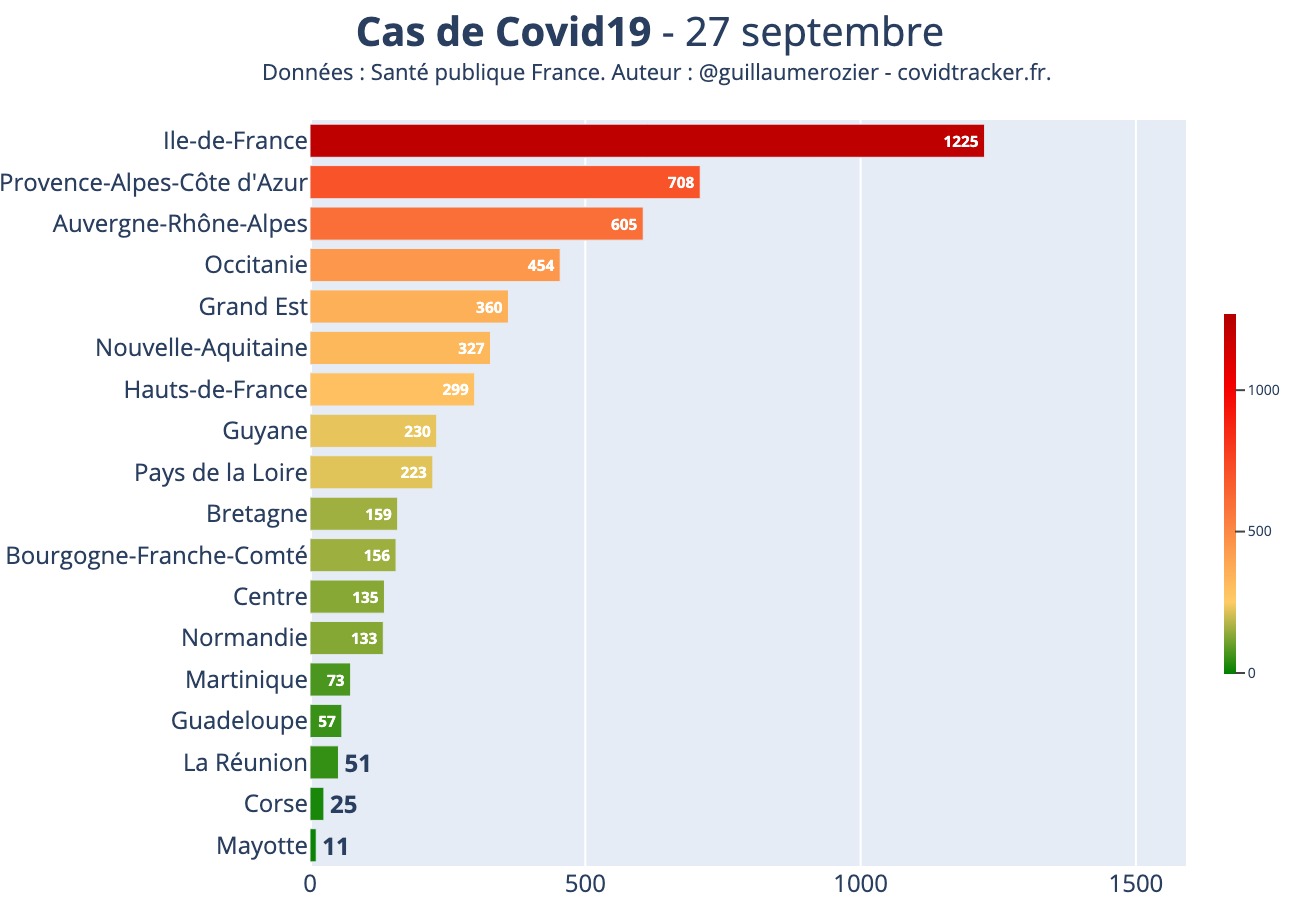 Cas de Covid19 - 27 septembre
Données : Santé publique France. Auteur : @guillaumerozier - covidtracker.fr.
Ile-de-France 1225
Provence-Alpes-Côte d'Azur 708
Auvergne-Rhône-Alpes 605
Occitanie 454
Grand Est 360
Nouvelle-Aquitaine 327
Hauts-de-France 299
Guyane 230
Pays de la Loire 223
Bretagne 159
Bourgogne-Franche-Comté 156
Centre 135
Normandie 133
Martinique 73
Guadeloupe 57
La Réunion 51
Corse 25
Mayotte 11
0 500 1000 1500
1000
500
0